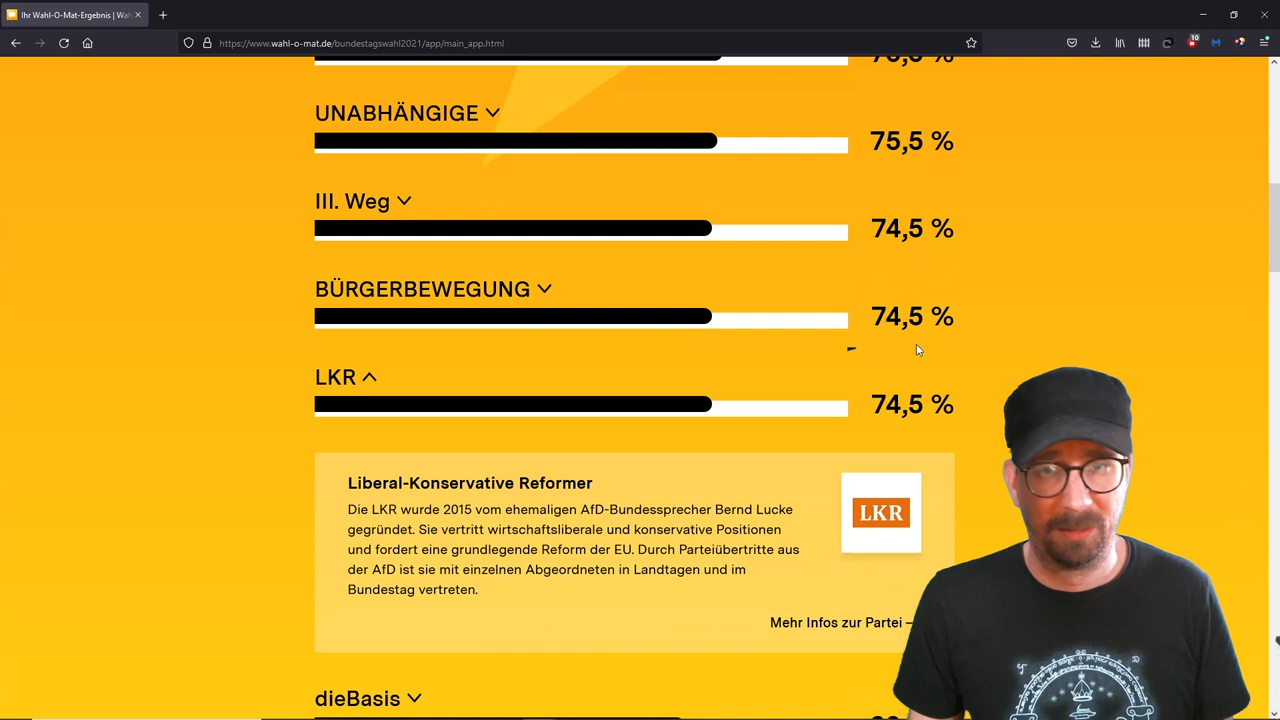 Ihr Wahl-O-Mat-Ergebnis | Wah
https://www.wahl-o-mat.de/bundestagswahl2021/app/main_app.html
10
UNABHÄNGIGE
75,5 %
III. Weg
74,5 %
BÜRGERBEWEGUNG
74,5 %
LKR
74,5 %
Liberal-Konservative Reformer
Die LKR wurde 2015 vom ehemaligen AfD-Bundessprecher Bernd Lucke
gegründet. Sie vertritt wirtschaftsliberale und konservative Positionen
und fordert eine grundlegende Reform der EU. Durch Parteiübertritte aus
der AfD ist sie mit einzelnen Abgeordneten in Landtagen und im
Bundestag vertreten.
LKR
Mehr Infos zur Partei
dieBasis